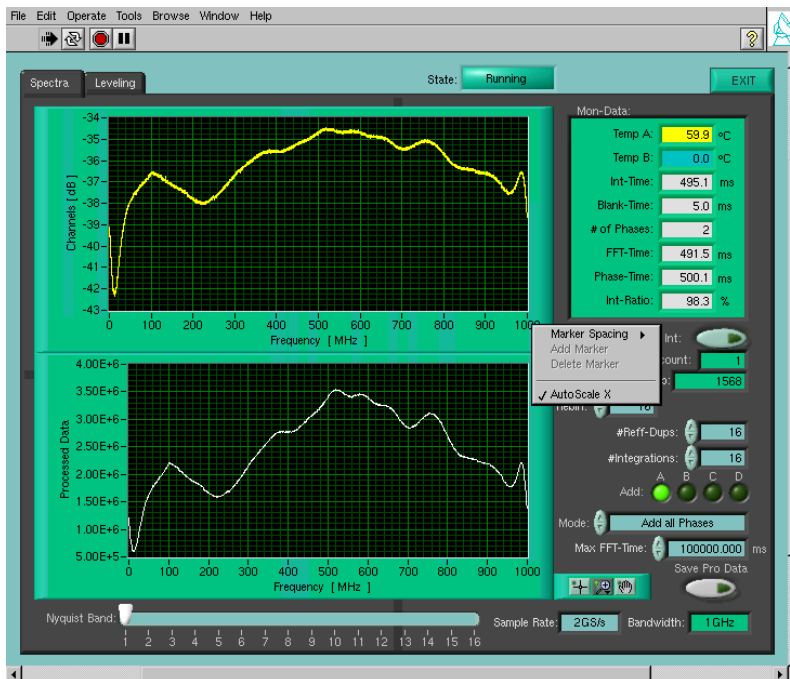 File Edit Operate Tools Browse Window Help
?
Spectra Leveling State: Running EXIT
Mon-Data:
Temp A: 59.9 °C
Temp B: 0.0 °C
Int-Time: 495.1 ms
Blank-Time: 5.0 ms
# of Phases: 2
FFT-Time: 491.5 ms
Phase-Time: 500.1 ms
Int-Ratio: 98.3 %
Channels [ dB ]
-34
-35
-36
-37
-38
-39
-40
-41
-42
-43
0 100 200 300 400 500 600 700 800 900 1000
Frequency [ MHz ]
Marker Spacing
Add Marker
Delete Marker
AutoScale X
Int:
ount: 1
o: 1568
16
#Reff-Dups: 16
#Integrations: 16
A B C D
Add:
Mode: Add all Phases
Max FFT-Time: 100000.000 ms
Save Pro Data
Processed Data
4.00E+6
3.50E+6
3.00E+6
2.50E+6
2.00E+6
1.50E+6
1.00E+6
5.00E+5
0 100 200 300 400 500 600 700 800 900 1000
Frequency [ MHz ]
Nyquist Band:
1 2 3 4 5 6 7 8 9 10 11 12 13 14 15 16
Sample Rate: 2GS/s Bandwidth: 1GHz